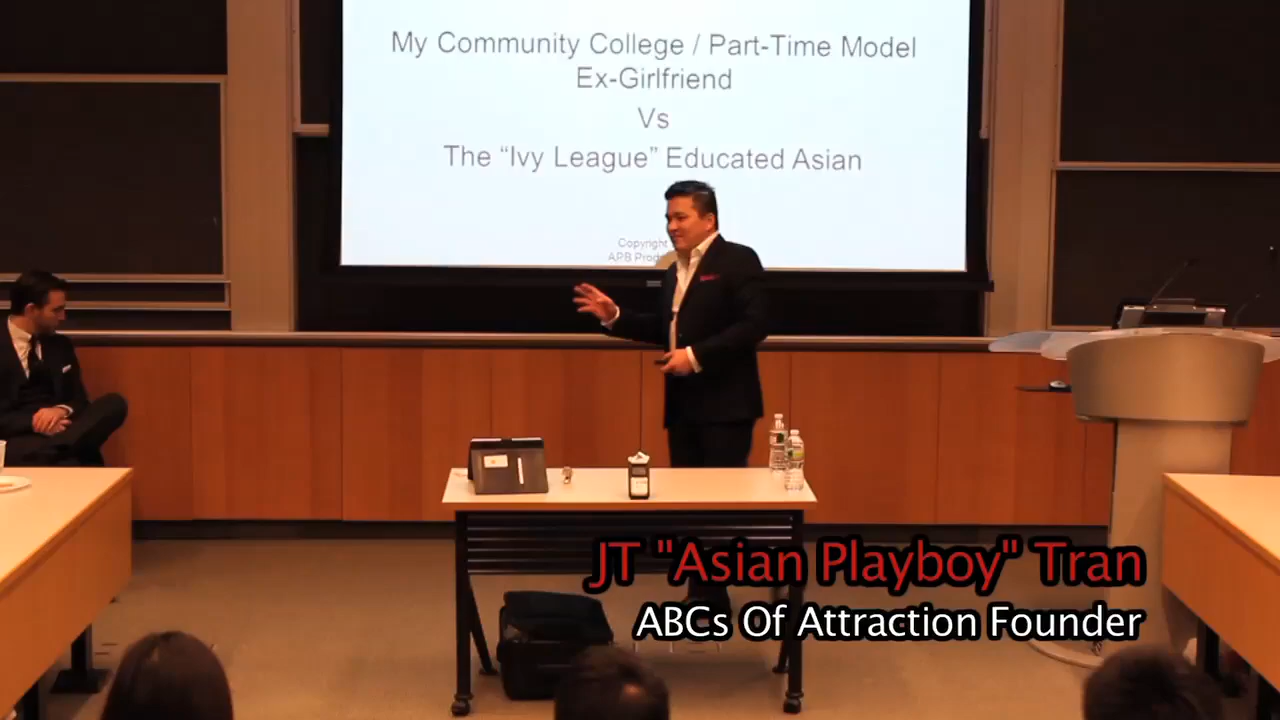 My Community College / Part-Time Model
Ex-Girlfriend
Vs
The “Ivy League” Educated Asian
Copyright
APB
JT "Asian Playboy" Tran
ABCs Of Attraction Founder